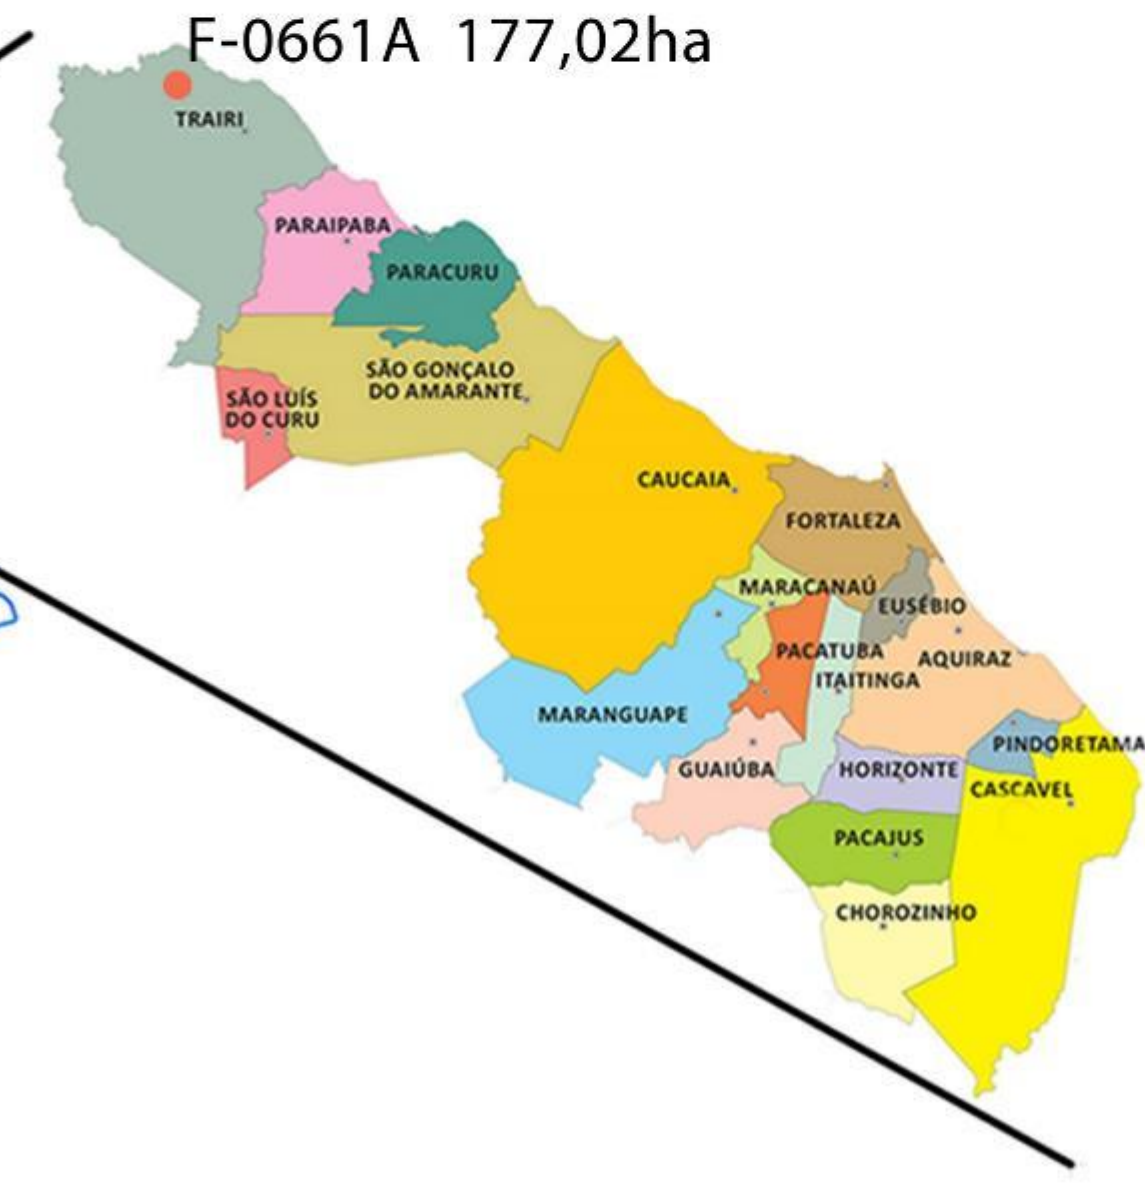 F-0661A 177,02ha
TRAIRI
PARAIPABA
PARACURU
SÃO GONÇALO
DO AMARANTE
SÃO LUÍS
DO CURU
CAUCAIA
FORTALEZA
MARACANAÚ
EUSÉBIO
PACATUBA
AQUIRAZ
ITAITINGA
MARANGUAPE
PINDORETAMA
GUAIÚBA
HORIZONTE
CASCAVEL
PACAJUS
CHOROZINHO